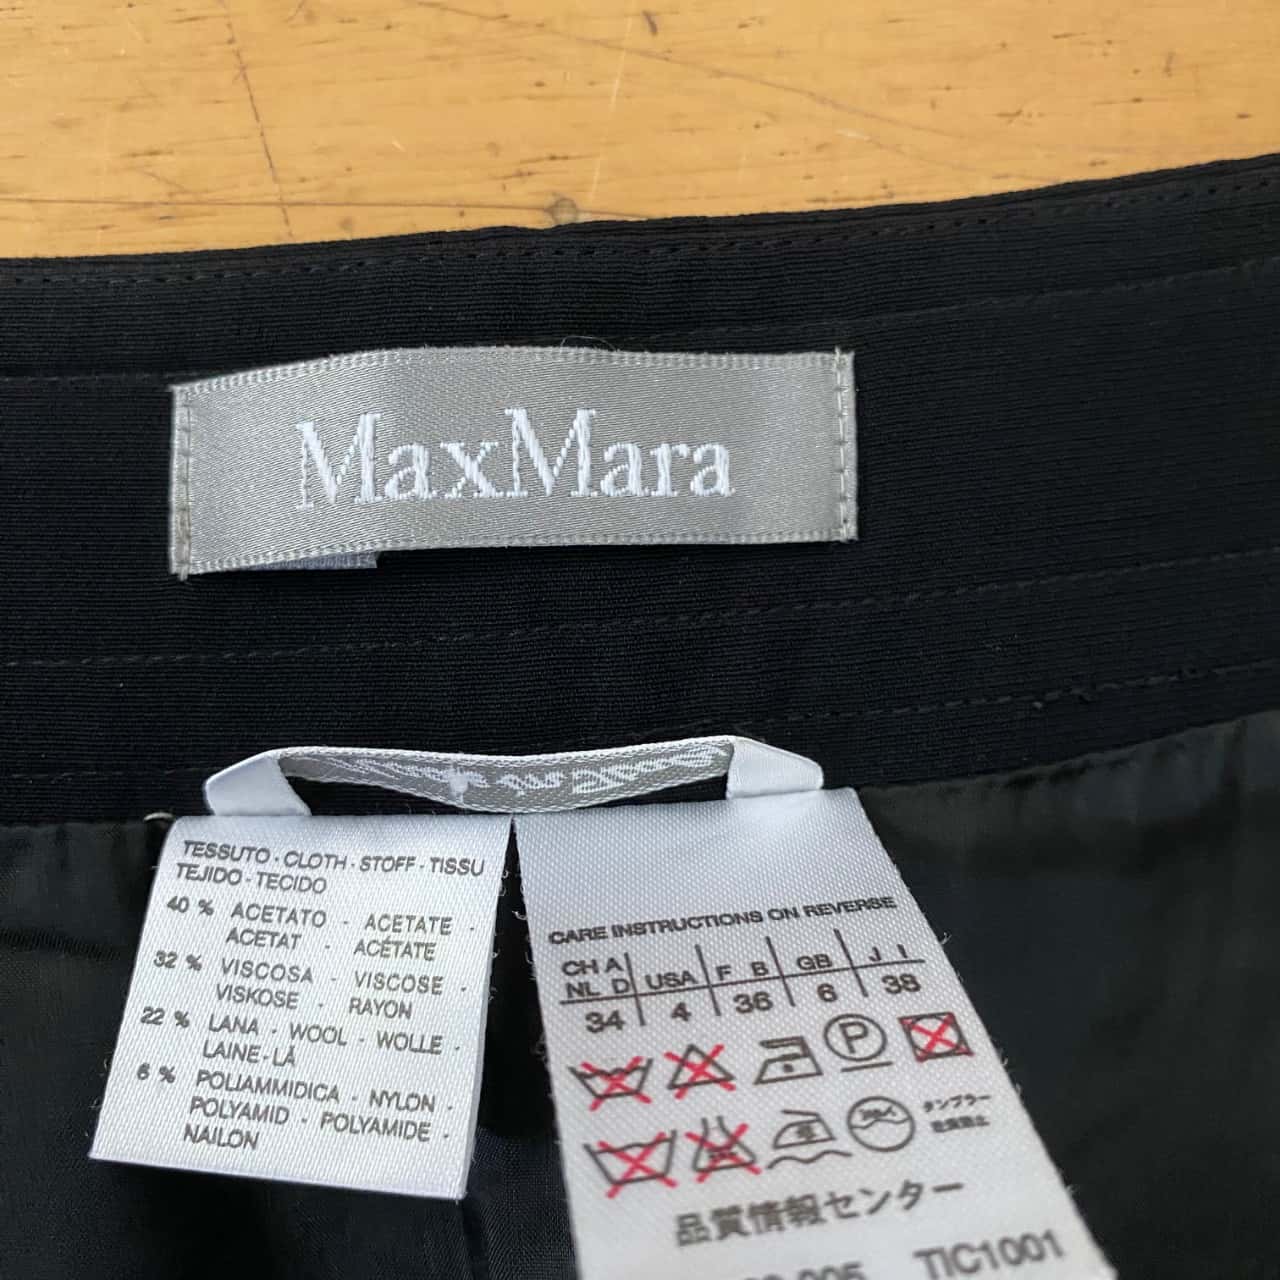 MaxMara
TESSUTO · CLOTH · STOFF · TISSU
TEJIDO · TECIDO
40 % ACETATO - ACETATE -
ACETAT - ACÉTATE
32 % VISCOSA - VISCOSE -
VISKOSE - RAYON
22 % LANA - WOOL - WOLLE -
LAINE - LÀ
6 % POLIAMMIDICA - NYLON -
POLYAMID - POLYAMIDE -
NAILON
CARE INSTRUCTIONS ON REVERSE
CH A USA F B GB J I
NL D
34 4 36 6 38
P
タンブラー
品質情報センター
TIC1001